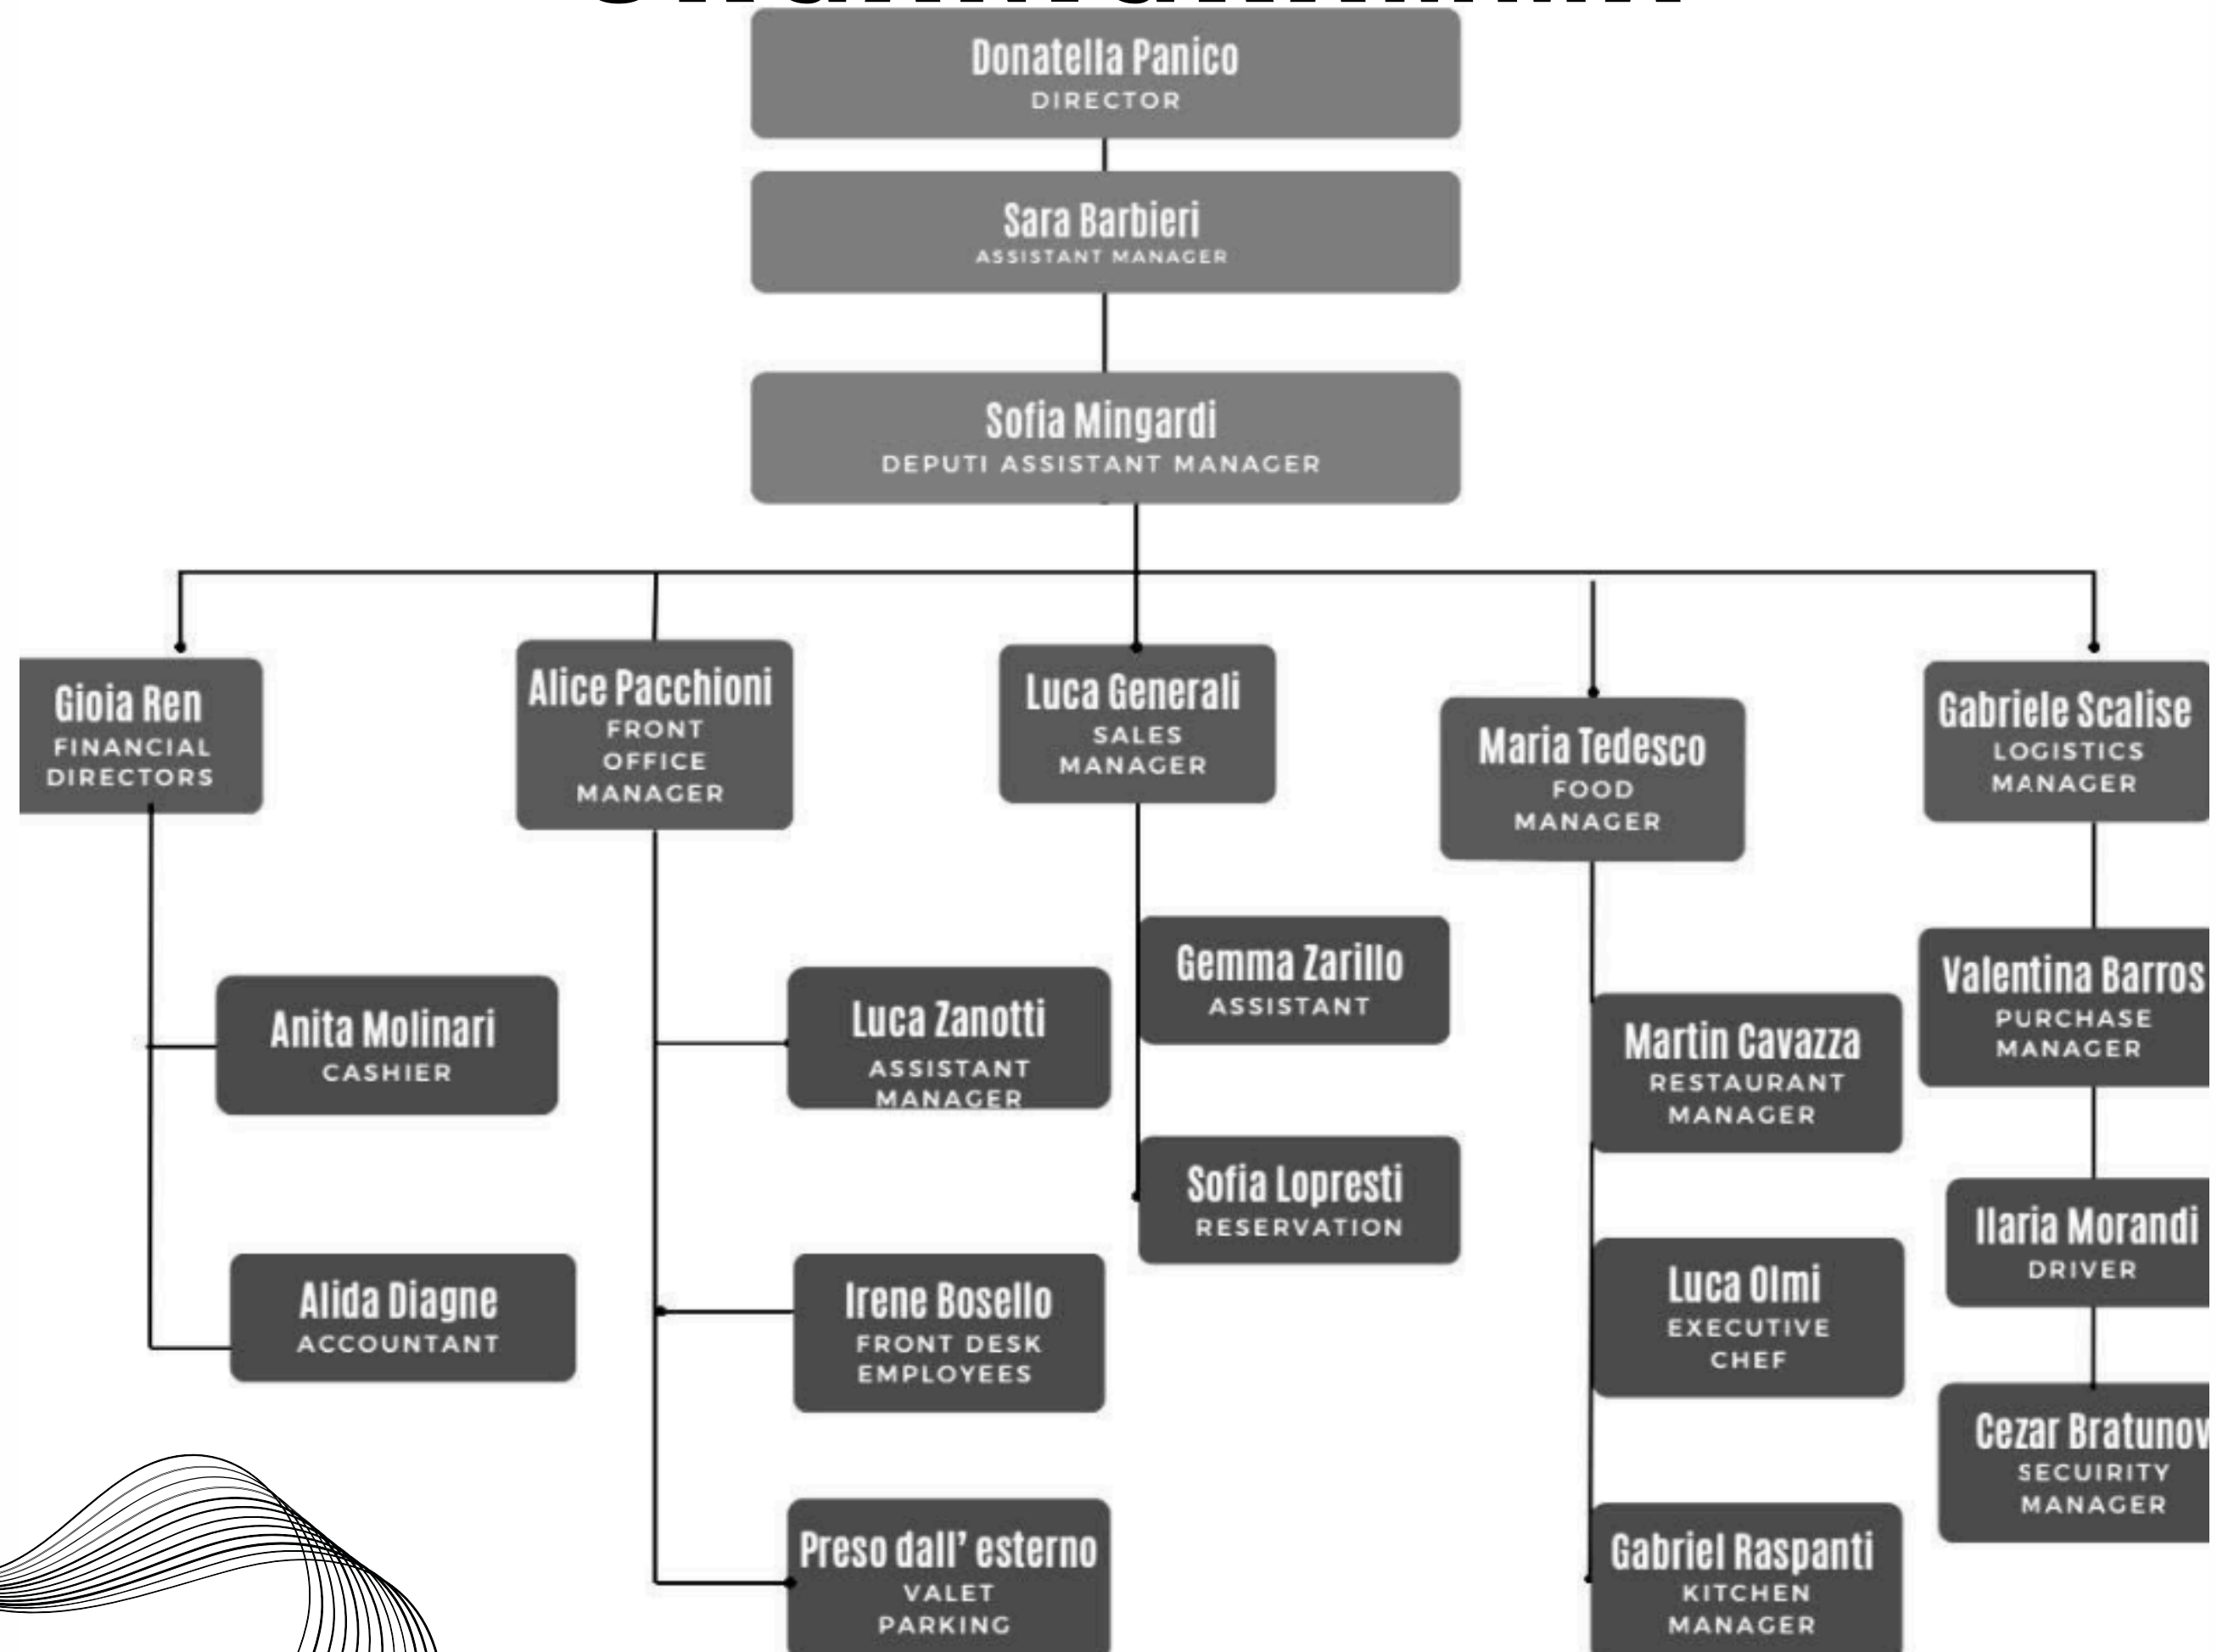 Donatella Panico
DIRECTOR
Sara Barbieri
ASSISTANT MANAGER
Sofia Mingardi
DEPUTI ASSISTANT MANAGER
Gioia Ren
FINANCIAL
DIRECTORS
Alice Pacchioni
FRONT
OFFICE
MANAGER
Luca Generali
SALES
MANAGER
Maria Tedesco
FOOD
MANAGER
Gabriele Scalise
LOGISTICS
MANAGER
Anita Molinari
CASHIER
Alida Diagne
ACCOUNTANT
Luca Zanotti
ASSISTANT
MANAGER
Irene Bosello
FRONT DESK
EMPLOYEES
Preso dall’ esterno
VALET
PARKING
Gemma Zarillo
ASSISTANT
Sofia Lopresti
RESERVATION
Martin Cavazza
RESTAURANT
MANAGER
Luca Olmi
EXECUTIVE
CHEF
Gabriel Raspanti
KITCHEN
MANAGER
Valentina Barros
PURCHASE
MANAGER
Ilaria Morandi
DRIVER
Cezar Bratunov
SECUIRITY
MANAGER